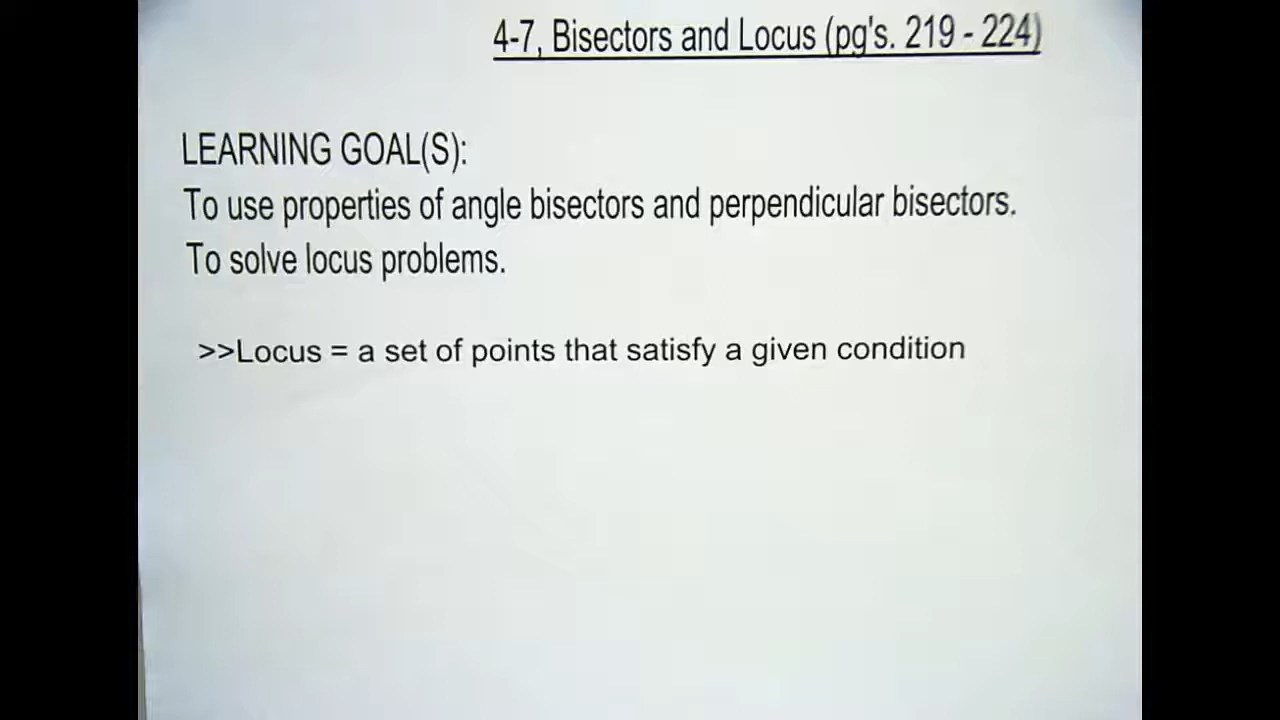 4-7, Bisectors and Locus (pg's. 219 - 224)
LEARNING GOAL(S):
To use properties of angle bisectors and perpendicular bisectors.
To solve locus problems.
>>Locus = a set of points that satisfy a given condition